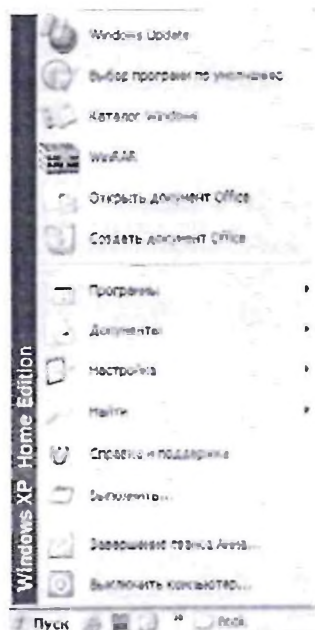 Windows Update
Выбор программ по умолчанию
Каталог Windows
WinRAR
Открыть документ Office
Создать документ Office
Программы
Документы
Настройка
Найти
Справка и поддержка
Выполнить...
Завершение сеанса Анна...
Выключить компьютер...
Windows XP Home Edition
Пуск